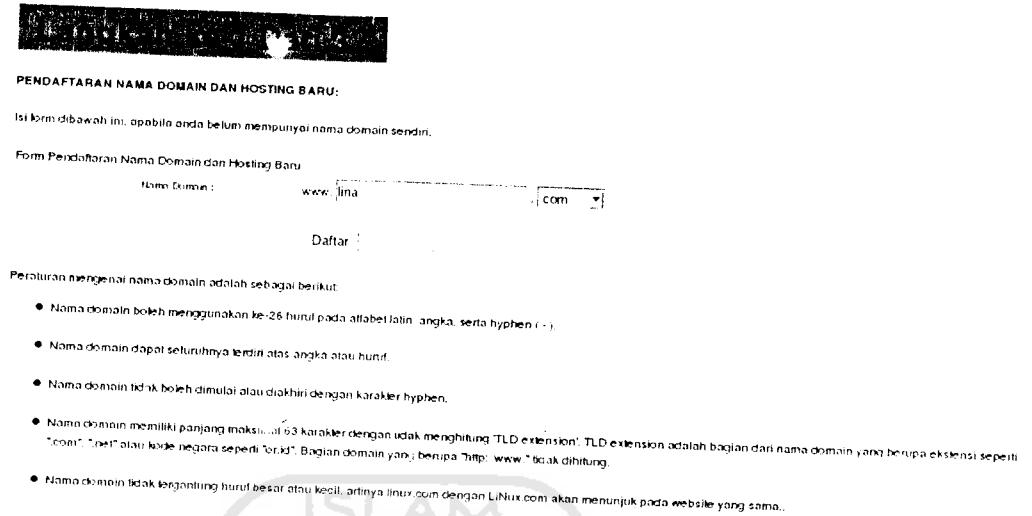 PENDAFTARAN NAMA DOMAIN DAN HOSTING BARU:
Isi form dibawah ini, apabila anda belum mempunyai nama domain sendiri.
Form Pendaftaran Nama Domain dan Hosting Baru
Nama Domain : www. lina . com
Daftar
Peraturan mengenai nama domain adalah sebagai berikut:
• Nama domain boleh menggunakan ke-26 huruf pada alfabet latin, angka, serta hyphen ( - ).
• Nama domain dapat seluruhnya terdiri atas angka atau huruf.
• Nama domain tidak boleh dimulai atau diakhiri dengan karakter hyphen.
• Nama domain memiliki panjang maksimal 63 karakter dengan tidak menghitung "TLD extension". TLD extension adalah bagian dari nama domain yang berupa ekstensi seperti
".com", ".net" atau kode negara seperti "or.id". Bagian domain yang berupa "http: www." tidak dihitung.
• Nama domain tidak tergantung huruf besar atau kecil, artinya linux.com dengan LiNux.com akan menunjuk pada website yang sama..
ISLAM